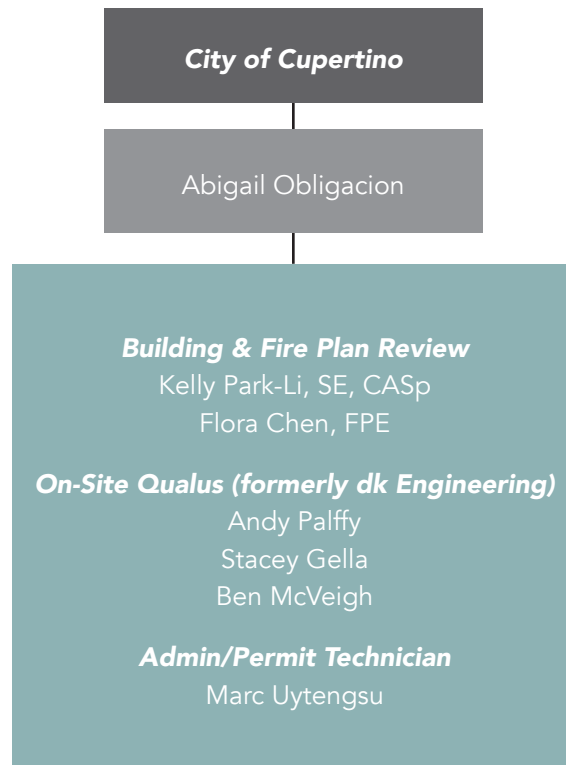 City of Cupertino
Abigail Obligacion
Building & Fire Plan Review
Kelly Park-Li, SE, CASp
Flora Chen, FPE
On-Site Qualus (formerly dk Engineering)
Andy Palffy
Stacey Gella
Ben McVeigh
Admin/Permit Technician
Marc Uytengsu